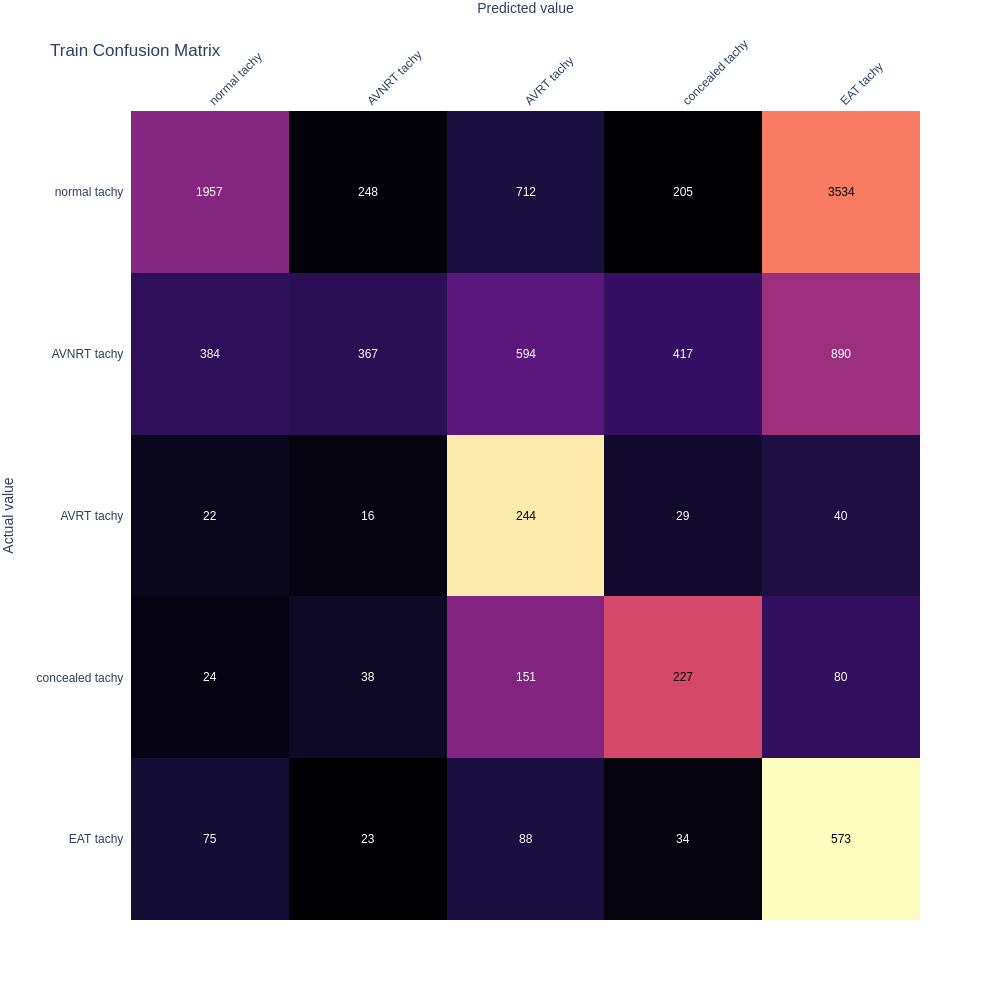 Predicted value
Train Confusion Matrix
normal tachy AVNRT tachy AVRT tachy concealed tachy EAT tachy
normal tachy 1957 248 712 205 3534
AVNRT tachy 384 367 594 417 890
Actual value
AVRT tachy 22 16 244 29 40
concealed tachy 24 38 151 227 80
EAT tachy 75 23 88 34 573